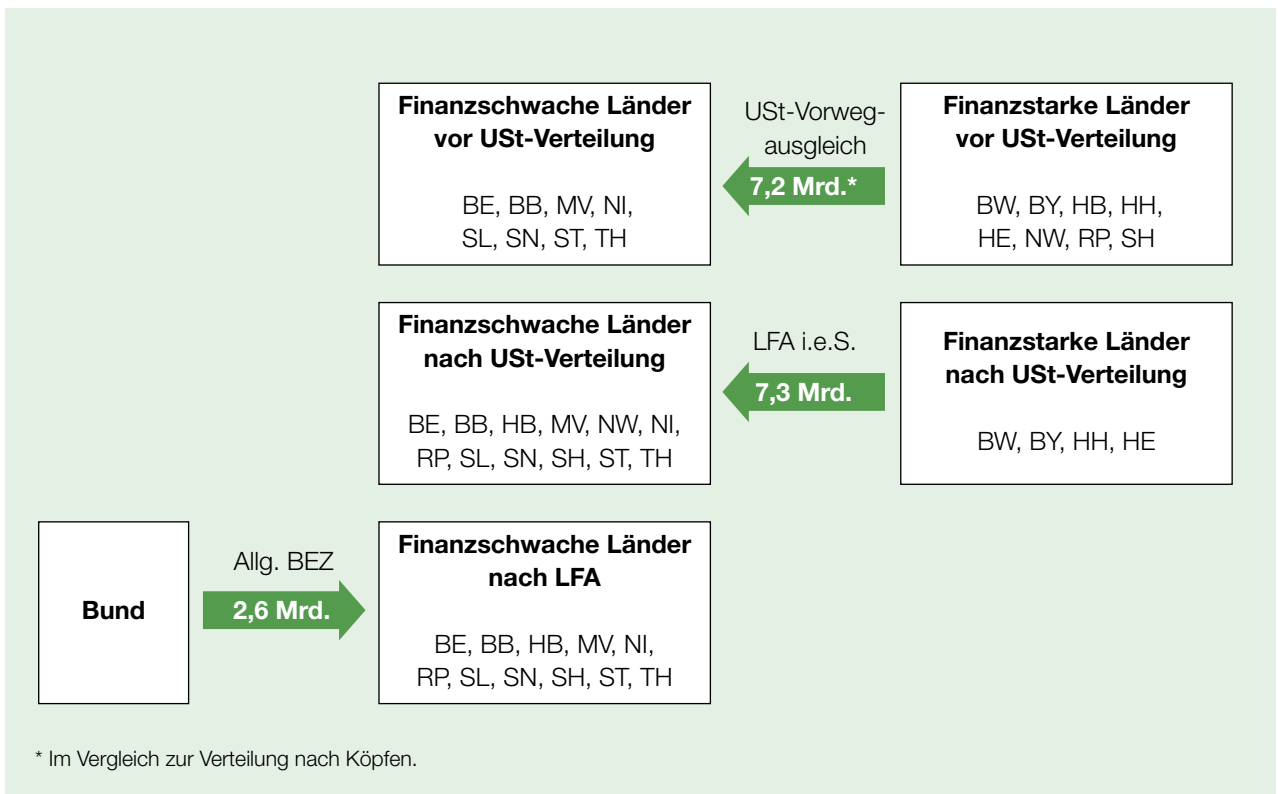 Finanzschwache Länder
vor USt-Verteilung
BE, BB, MV, NI,
SL, SN, ST, TH
USt-Vorweg-
ausgleich
7,2 Mrd.*
Finanzstarke Länder
vor USt-Verteilung
BW, BY, HB, HH,
HE, NW, RP, SH
Finanzschwache Länder
nach USt-Verteilung
BE, BB, HB, MV, NW, NI,
RP, SL, SN, SH, ST, TH
LFA i.e.S.
7,3 Mrd.
Finanzstarke Länder
nach USt-Verteilung
BW, BY, HH, HE
Bund
Allg. BEZ
2,6 Mrd.
Finanzschwache Länder
nach LFA
BE, BB, HB, MV, NI,
RP, SL, SN, SH, ST, TH
* Im Vergleich zur Verteilung nach Köpfen.